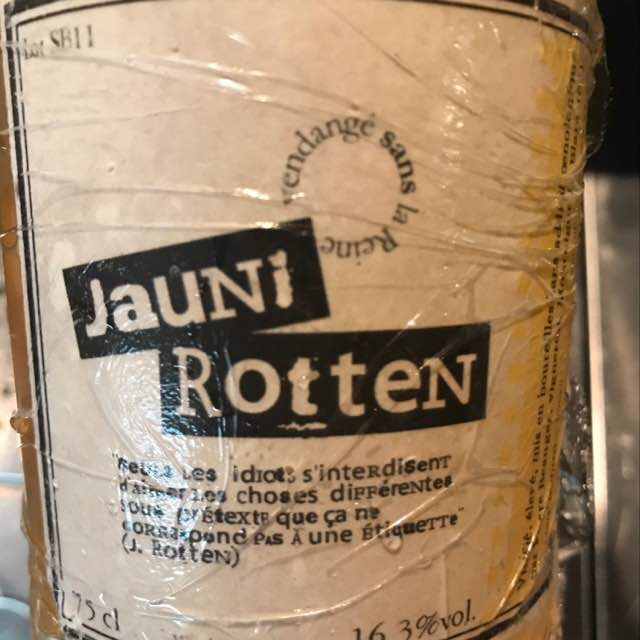 Lot SB11
vendangé sans la Reine
JauNi
RotteN
"Seuls les idiots s'interdisent
d'aimer les choses différentes
sous prétexte que ça ne
correspond pas à une étiquette"
(J. RotteN)
75 cl
16,3%vol.